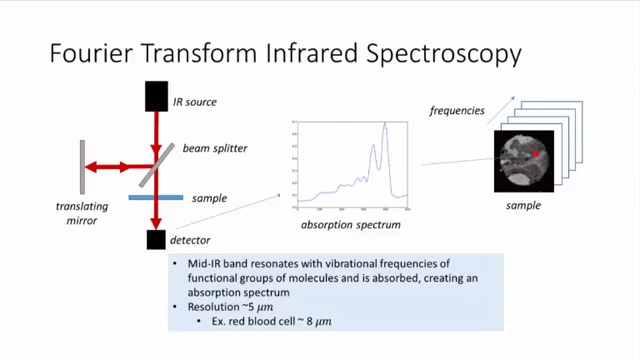 Fourier Transform Infrared Spectroscopy
IR source
frequencies
beam splitter
sample
translating
mirror
absorption spectrum
sample
detector
• Mid-IR band resonates with vibrational frequencies of
functional groups of molecules and is absorbed, creating an
absorption spectrum
• Resolution ~5 𝜇𝑚
• Ex. red blood cell ~ 8 𝜇𝑚